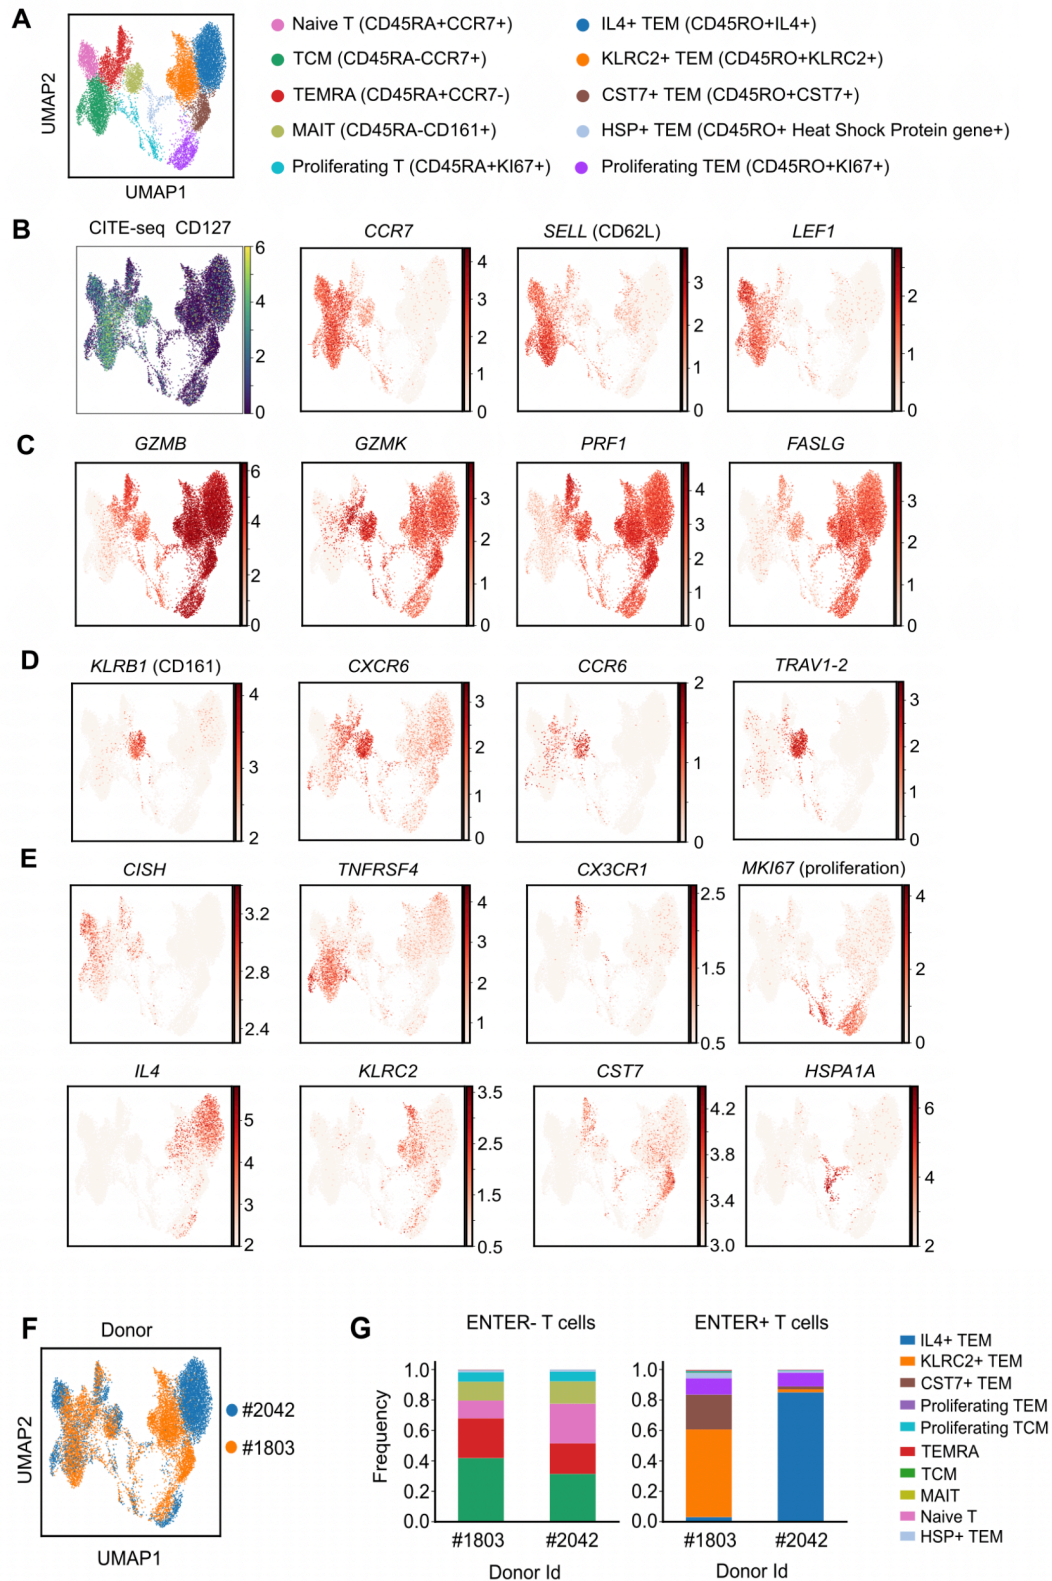 A
UMAP2
UMAP1
Naive T (CD45RA+CCR7+)
TCM (CD45RA-CCR7+)
TEMRA (CD45RA+CCR7-)
MAIT (CD45RA-CD161+)
Proliferating T (CD45RA+KI67+)
IL4+ TEM (CD45RO+IL4+)
KLRC2+ TEM (CD45RO+KLRC2+)
CST7+ TEM (CD45RO+CST7+)
HSP+ TEM (CD45RO+ Heat Shock Protein gene+)
Proliferating TEM (CD45RO+KI67+)
B
CITE-seq CD127
6
4
2
0
CCR7
4
3
2
1
0
SELL (CD62L)
3
2
1
0
LEF1
2
1
0
C
GZMB
6
4
2
0
GZMK
3
2
1
0
PRF1
4
3
2
1
0
FASLG
3
2
1
0
D
KLRB1 (CD161)
4
3
2
CXCR6
3
2
1
0
CCR6
2
1
0
TRAV1-2
3
2
1
0
E
CISH
3.2
2.8
2.4
TNFRSF4
4
3
2
1
CX3CR1
2.5
1.5
0.5
MKI67 (proliferation)
4
2
0
IL4
5
4
3
2
KLRC2
3.5
2.5
1.5
0.5
CST7
4.2
3.8
3.4
3.0
HSPA1A
6
4
2
F
Donor
UMAP2
UMAP1
#2042
#1803
G
ENTER- T cells
Frequency
1.0
0.8
0.6
0.4
0.2
0.0
#1803 #2042
Donor Id
ENTER+ T cells
1.0
0.8
0.6
0.4
0.2
0.0
#1803 #2042
Donor Id
IL4+ TEM
KLRC2+ TEM
CST7+ TEM
Proliferating TEM
Proliferating TCM
TEMRA
TCM
MAIT
Naive T
HSP+ TEM